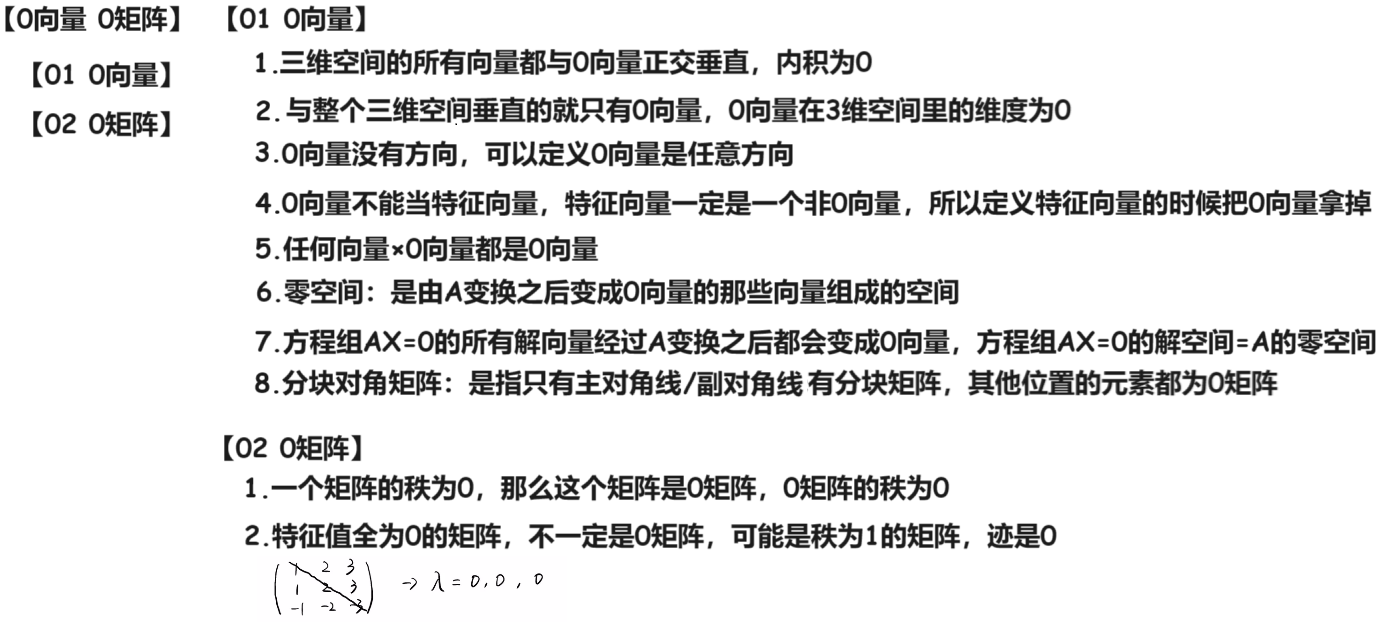 【0向量 0矩阵】
【01 0向量】
【02 0矩阵】
【01 0向量】
1.三维空间的所有向量都与0向量正交垂直，内积为0
2.与整个三维空间垂直的就只有0向量，0向量在3维空间里的维度为0
3.0向量没有方向，可以定义0向量是任意方向
4.0向量不能当特征向量，特征向量一定是一个非0向量，所以定义特征向量的时候把0向量拿掉
5.任何向量×0向量都是0向量
6.零空间：是由A变换之后变成0向量的那些向量组成的空间
7.方程组AX=0的所有解向量经过A变换之后都会变成0向量，方程组AX=0的解空间=A的零空间
8.分块对角矩阵：是指只有主对角线/副对角线 有分块矩阵，其他位置的元素都为0矩阵
【02 0矩阵】
1.一个矩阵的秩为0，那么这个矩阵是0矩阵，0矩阵的秩为0
2.特征值全为0的矩阵，不一定是0矩阵，可能是秩为1的矩阵，迹是0
1 2 3
1 2 3 → λ = 0, 0, 0
-1 -2 -3